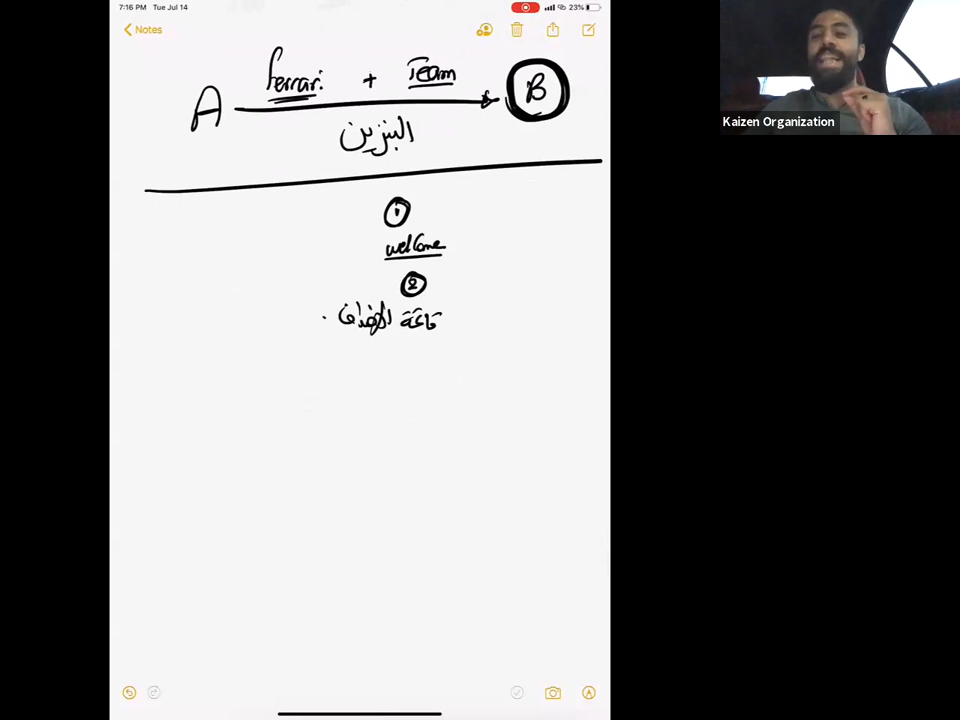 7:16 PM Tue Jul 14
23%
Notes
Ferrari + Team
A B
البنزين
1
welcome
2
قاعة الأهداف
Kaizen Organization